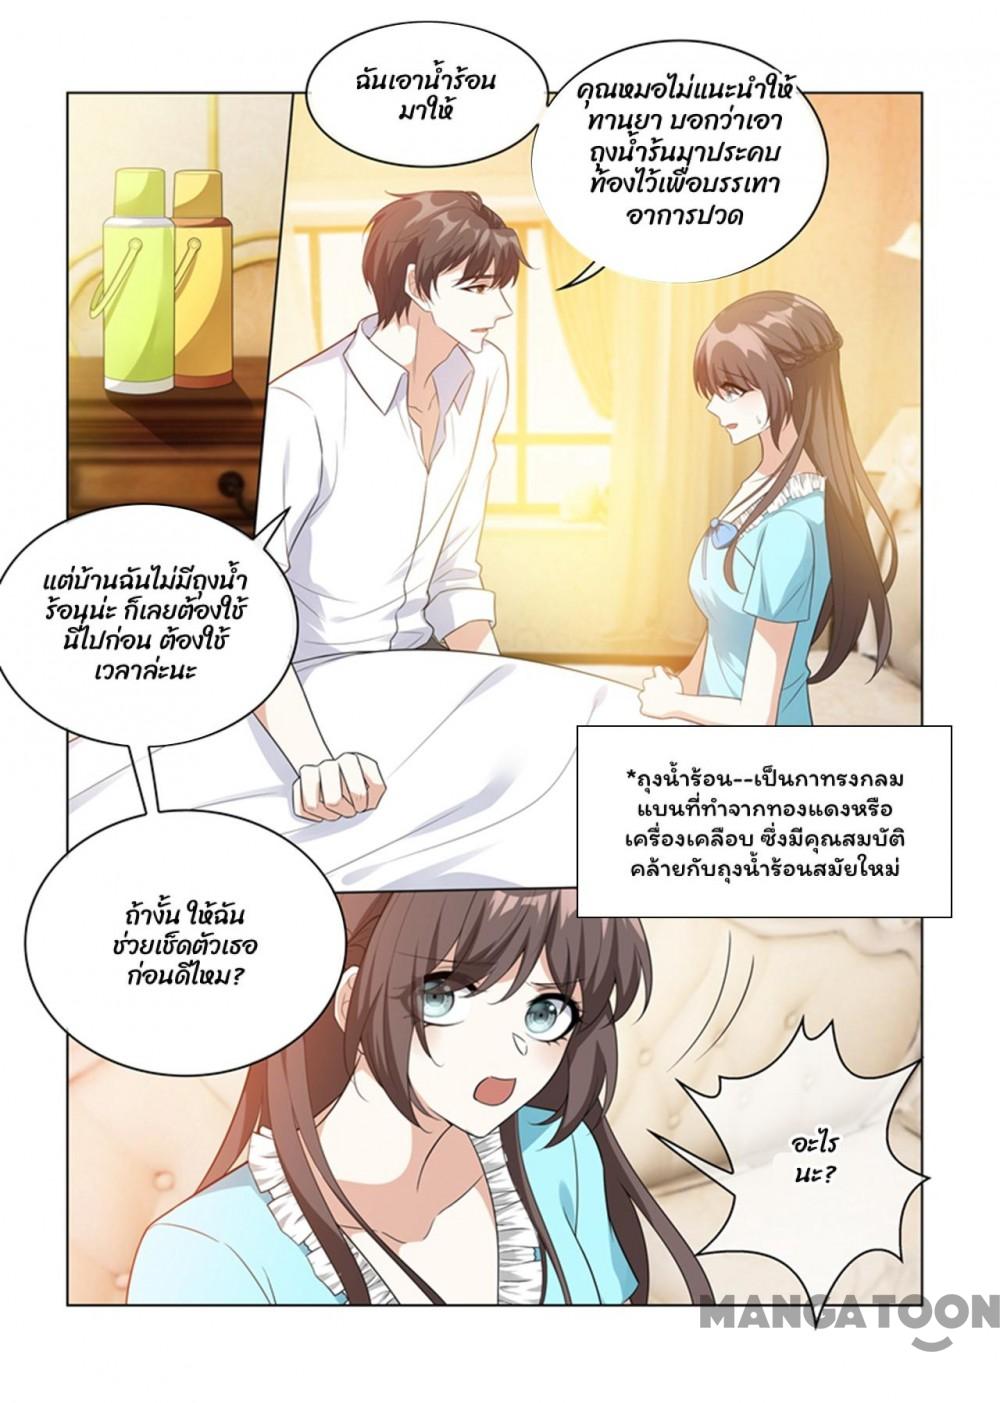 ฉันเอาน้ำร้อน
มาให้
คุณหมอไม่แนะนำให้
ทานยา บอกว่าเอา
ถุงน้ำร้นมาประคบ
ท้องไว้เพื่อบรรเทา
อาการปวด
แต่บ้านฉันไม่มีถุงน้ำ
ร้อนน่ะ ก็เลยต้องใช้
นี่ไปก่อน ต้องใช้
เวลาล่ะนะ
*ถุงน้ำร้อน--เป็นกาทรงกลม
แบนที่ทำจากทองแดงหรือ
เครื่องเคลือบ ซึ่งมีคุณสมบัติ
คล้ายกับถุงน้ำร้อนสมัยใหม่
ถ้างั้น ให้ฉัน
ช่วยเช็ดตัวเธอ
ก่อนดีไหม?
อะไร
นะ?
MANGATOON